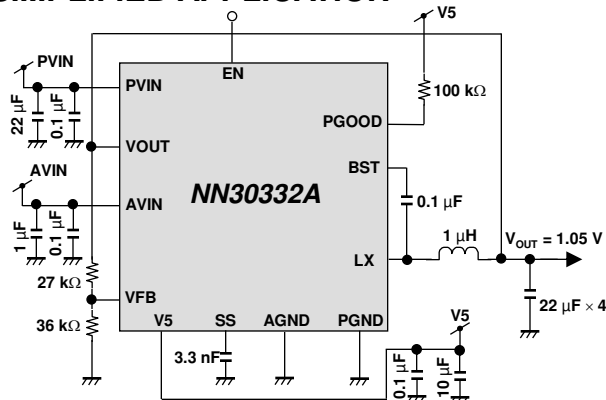 V5
PVIN
EN
PVIN
100 kΩ
22 µF
0.1 µF
PGOOD
VOUT
BST
AVIN
NN30332A
AVIN
0.1 µF
1 µF
0.1 µF
1 µH
VOUT = 1.05 V
LX
27 kΩ
VFB
22 µF × 4
36 kΩ
V5
SS
AGND
PGND
V5
3.3 nF
0.1 µF
10 µF